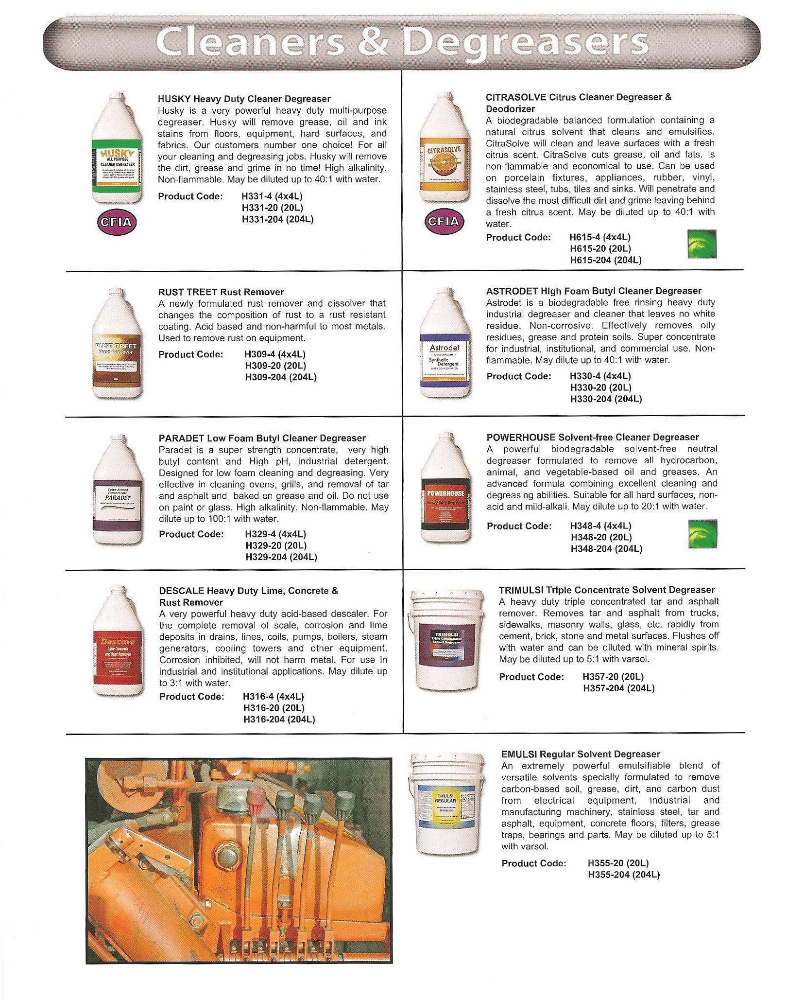 Cleaners & Degreasers
HUSKY Heavy Duty Cleaner Degreaser
Husky is a very powerful heavy duty multi-purpose
degreaser. Husky will remove grease, oil and ink
stains from floors, equipment, hard surfaces, and
fabrics. Our customers number one choice! For all
your cleaning and degreasing jobs. Husky will remove
the dirt, grease and grime in no time! High alkalinity.
Non-flammable. May be diluted up to 40:1 with water.
Product Code: H331-4 (4x4L)
H331-20 (20L)
H331-204 (204L)
HUSKY
ALL PURPOSE
CLEANER DEGREASER
CFIA
CITRASOLVE Citrus Cleaner Degreaser &
Deodorizer
A biodegradable balanced formulation containing a
natural citrus solvent that cleans and emulsifies.
CitraSolve will clean and leave surfaces with a fresh
citrus scent. CitraSolve cuts grease, oil and fats. Is
non-flammable and economical to use. Can be used
on porcelain fixtures, appliances, rubber, vinyl,
stainless steel, tubs, tiles and sinks. Will penetrate and
dissolve the most difficult dirt and grime leaving behind
a fresh citrus scent. May be diluted up to 40:1 with
water.
Product Code: H615-4 (4x4L)
H615-20 (20L)
H615-204 (204L)
CITRASOLVE
CFIA
RUST TREET Rust Remover
A newly formulated rust remover and dissolver that
changes the composition of rust to a rust resistant
coating. Acid based and non-harmful to most metals.
Used to remove rust on equipment.
Product Code: H309-4 (4x4L)
H309-20 (20L)
H309-204 (204L)
RUST TREET
Rust Remover
ASTRODET High Foam Butyl Cleaner Degreaser
Astrodet is a biodegradable free rinsing heavy duty
industrial degreaser and cleaner that leaves no white
residue. Non-corrosive. Effectively removes oily
residues, grease and protein soils. Super concentrate
for industrial, institutional, and commercial use. Non-
flammable. May dilute up to 40:1 with water.
Product Code: H330-4 (4x4L)
H330-20 (20L)
H330-204 (204L)
Astrodet
BIODEGRADABLE
Synthetic
Detergent
SUPER CONCENTRATED
PARADET Low Foam Butyl Cleaner Degreaser
Paradet is a super strength concentrate, very high
butyl content and High pH, industrial detergent.
Designed for low foam cleaning and degreasing. Very
effective in cleaning ovens, grills, and removal of tar
and asphalt and baked on grease and oil. Do not use
on paint or glass. High alkalinity. Non-flammable. May
dilute up to 100:1 with water.
Product Code: H329-4 (4x4L)
H329-20 (20L)
H329-204 (204L)
Extra Strong
Concentrate
PARADET
POWERHOUSE Solvent-free Cleaner Degreaser
A powerful biodegradable solvent-free neutral
degreaser formulated to remove all hydrocarbon,
animal, and vegetable-based oil and greases. An
advanced formula combining excellent cleaning and
degreasing abilities. Suitable for all hard surfaces, non-
acid and mild-alkali. May dilute up to 20:1 with water.
Product Code: H348-4 (4x4L)
H348-20 (20L)
H348-204 (204L)
POWERHOUSE
Heavy Duty Degreaser
DESCALE Heavy Duty Lime, Concrete &
Rust Remover
A very powerful heavy duty acid-based descaler. For
the complete removal of scale, corrosion and lime
deposits in drains, lines, coils, pumps, boilers, steam
generators, cooling towers and other equipment.
Corrosion inhibited, will not harm metal. For use in
industrial and institutional applications. May dilute up
to 3:1 with water.
Product Code: H316-4 (4x4L)
H316-20 (20L)
H316-204 (204L)
Descale
Lime Concrete
and Rust Remover
TRIMULSI Triple Concentrate Solvent Degreaser
A heavy duty triple concentrated tar and asphalt
remover. Removes tar and asphalt from trucks,
sidewalks, masonry walls, glass, etc. rapidly from
cement, brick, stone and metal surfaces. Flushes off
with water and can be diluted with mineral spirits.
May be diluted up to 5:1 with varsol.
Product Code: H357-20 (20L)
H357-204 (204L)
TRIMULSI
Triple Concentrated
Solvent Degreaser
EMULSI Regular Solvent Degreaser
An extremely powerful emulsifiable blend of
versatile solvents specially formulated to remove
carbon-based soil, grease, dirt, and carbon dust
from electrical equipment, industrial and
manufacturing machinery, stainless steel, tar and
asphalt, equipment, concrete floors, filters, grease
traps, bearings and parts. May be diluted up to 5:1
with varsol.
Product Code: H355-20 (20L)
H355-204 (204L)
EMULSI
REGULAR